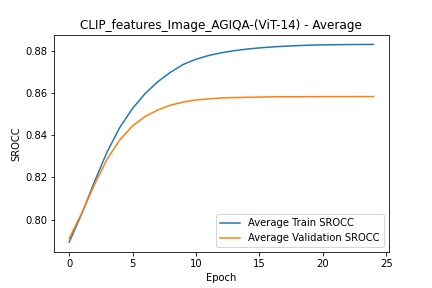 CLIP_features_Image_AGIQA-(ViT-14) - Average
0.88
0.86
0.84
0.82
0.80
SROCC
Average Train SROCC
Average Validation SROCC
0 5 10 15 20 25
Epoch